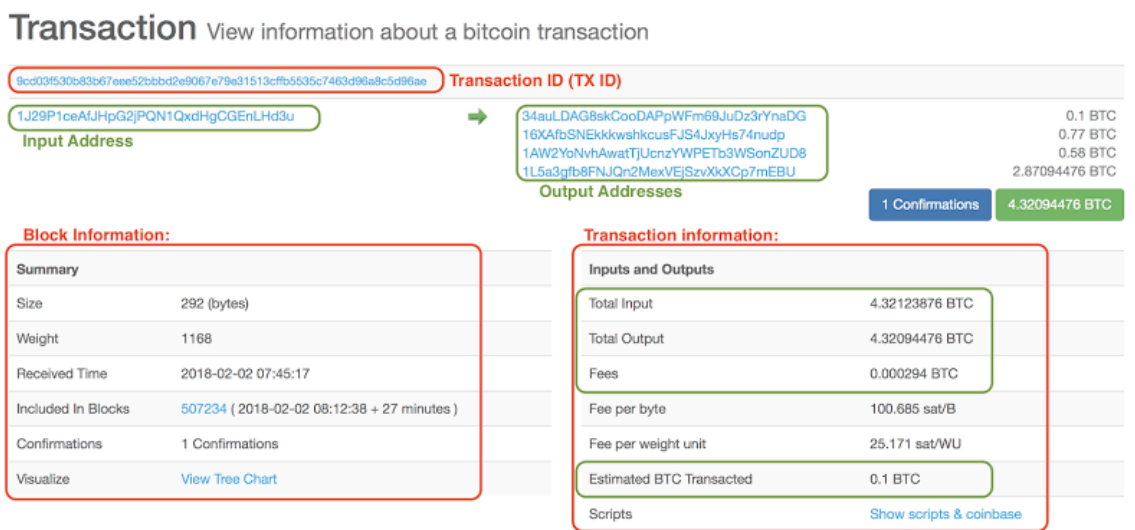 Transaction View information about a bitcoin transaction
9cd03f530b83b67eee52bbbd2e9067e79e31513cffb5535c7463d96a8c5d96ae Transaction ID (TX ID)
1J29P1ceAfJHpG2jPQN1QxdHgCGEnLHd3u
Input Address
34auLDAG8skCooDAPpWFm69JuDz3rYnaDG 0.1 BTC
16XAfbSNEkkkwshkcusFJS4JxyHs74nudp 0.77 BTC
1AW2YoNvhAwatTjUcnzYWPETb3WSonZUD8 0.58 BTC
1L5a3gfb8FNJQn2MexVEjSzvXkXCp7mEBU 2.87094476 BTC
Output Addresses
1 Confirmations 4.32094476 BTC
Block Information:
Summary
Size 292 (bytes)
Weight 1168
Received Time 2018-02-02 07:45:17
Included In Blocks 507234 ( 2018-02-02 08:12:38 + 27 minutes )
Confirmations 1 Confirmations
Visualize View Tree Chart
Transaction information:
Inputs and Outputs
Total Input 4.32123876 BTC
Total Output 4.32094476 BTC
Fees 0.000294 BTC
Fee per byte 100.685 sat/B
Fee per weight unit 25.171 sat/WU
Estimated BTC Transacted 0.1 BTC
Scripts Show scripts & coinbase